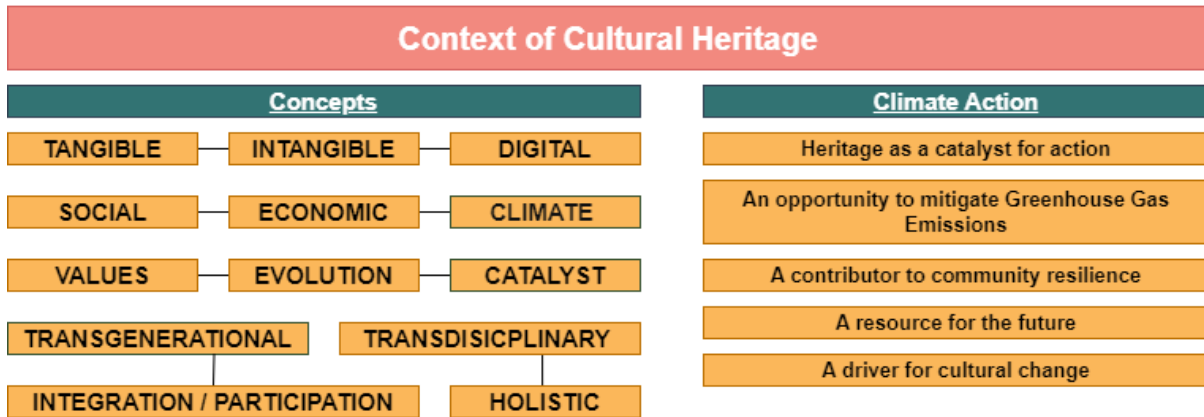 Context of Cultural Heritage
Concepts
TANGIBLE INTANGIBLE DIGITAL
SOCIAL ECONOMIC CLIMATE
VALUES EVOLUTION CATALYST
TRANSGENERATIONAL TRANSDISICPLINARY
INTEGRATION / PARTICIPATION HOLISTIC
Climate Action
Heritage as a catalyst for action
An opportunity to mitigate Greenhouse Gas
Emissions
A contributor to community resilience
A resource for the future
A driver for cultural change